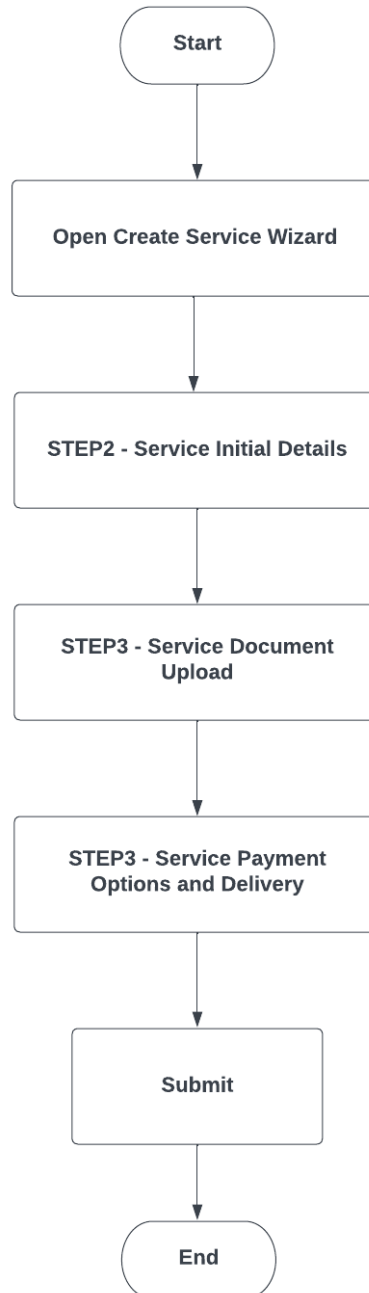 Start
Open Create Service Wizard
STEP2 - Service Initial Details
STEP3 - Service Document
Upload
STEP3 - Service Payment
Options and Delivery
Submit
End